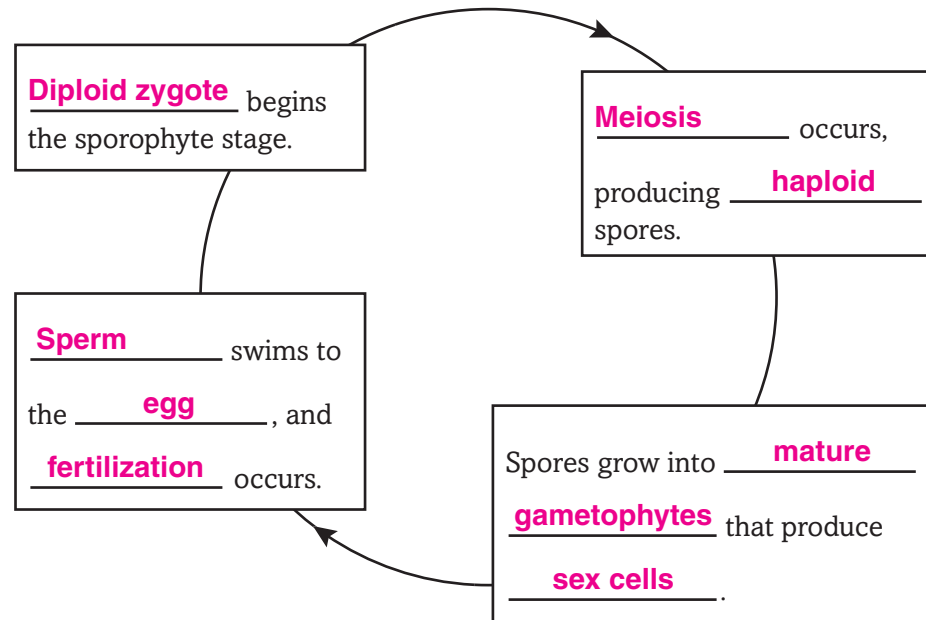 Diploid zygote begins
the sporophyte stage.
Meiosis occurs,
producing haploid
spores.
Spores grow into mature
gametophytes that produce
sex cells.
Sperm swims to
the egg, and
fertilization occurs.